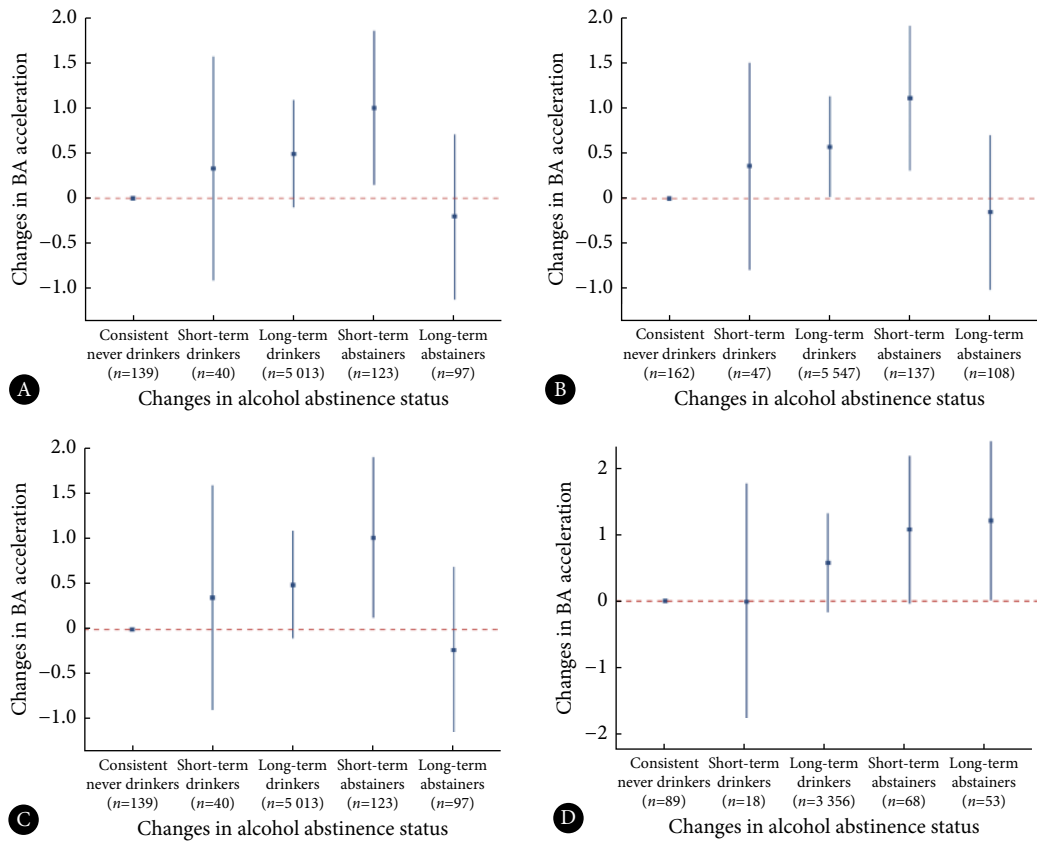 2.0
1.5
1.0
0.5
0
−0.5
−1.0
Changes in BA acceleration
Consistent Short-term Long-term Short-term Long-term
never drinkers drinkers drinkers abstainers abstainers
(n=139) (n=40) (n=5 013) (n=123) (n=97)
A
Changes in alcohol abstinence status
2.0
1.5
1.0
0.5
0
−0.5
−1.0
Changes in BA acceleration
Consistent Short-term Long-term Short-term Long-term
never drinkers drinkers drinkers abstainers abstainers
(n=162) (n=47) (n=5 547) (n=137) (n=108)
B
Changes in alcohol abstinence status
2.0
1.5
1.0
0.5
0
−0.5
−1.0
Changes in BA acceleration
Consistent Short-term Long-term Short-term Long-term
never drinkers drinkers drinkers abstainers abstainers
(n=139) (n=40) (n=5 013) (n=123) (n=97)
C
Changes in alcohol abstinence status
2
1
0
−1
−2
Changes in BA acceleration
Consistent Short-term Long-term Short-term Long-term
never drinkers drinkers drinkers abstainers abstainers
(n=89) (n=18) (n=3 356) (n=68) (n=53)
D
Changes in alcohol abstinence status